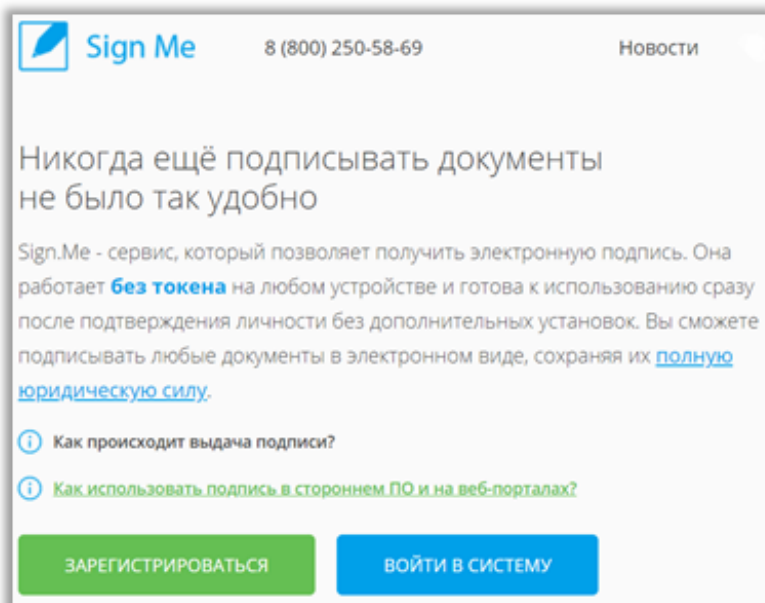 Sign Me 8 (800) 250-58-69 Новости
Никогда ещё подписывать документы
не было так удобно
Sign.Me - сервис, который позволяет получить электронную подпись. Она
работает без токена на любом устройстве и готова к использованию сразу
после подтверждения личности без дополнительных установок. Вы сможете
подписывать любые документы в электронном виде, сохраняя их полную
юридическую силу.
Как происходит выдача подписи?
Как использовать подпись в стороннем ПО и на веб-порталах?
ЗАРЕГИСТРИРОВАТЬСЯ ВОЙТИ В СИСТЕМУ